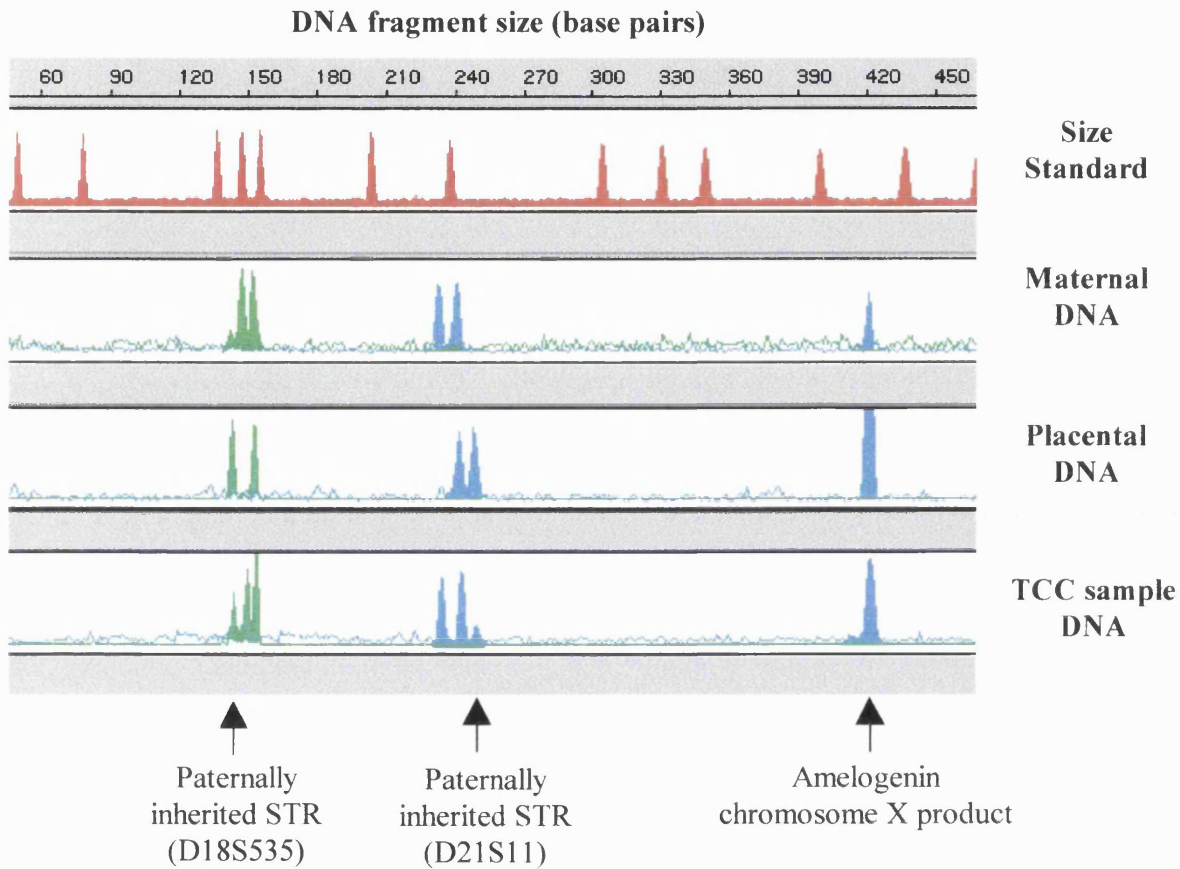 DNA fragment size (base pairs)
60 90 120 150 180 210 240 270 300 330 360 390 420 450
Size
Standard
Maternal
DNA
Placental
DNA
TCC sample
DNA
Paternally
inherited STR
(D18S535)
Paternally
inherited STR
(D21S11)
Amelogenin
chromosome X product